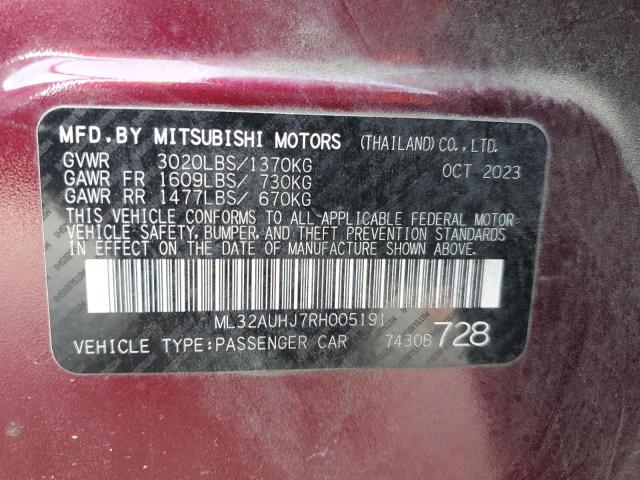 MFD. BY MITSUBISHI MOTORS (THAILAND) CO., LTD.
GVWR 3020LBS/1370KG OCT 2023
GAWR FR 1609LBS/ 730KG
GAWR RR 1477LBS/ 670KG
THIS VEHICLE CONFORMS TO ALL APPLICABLE FEDERAL MOTOR
VEHICLE SAFETY, BUMPER, AND THEFT PREVENTION STANDARDS
IN EFFECT ON THE DATE OF MANUFACTURE SHOWN ABOVE.
ML32AUHJ7RH005191
VEHICLE TYPE:PASSENGER CAR 7430B 728